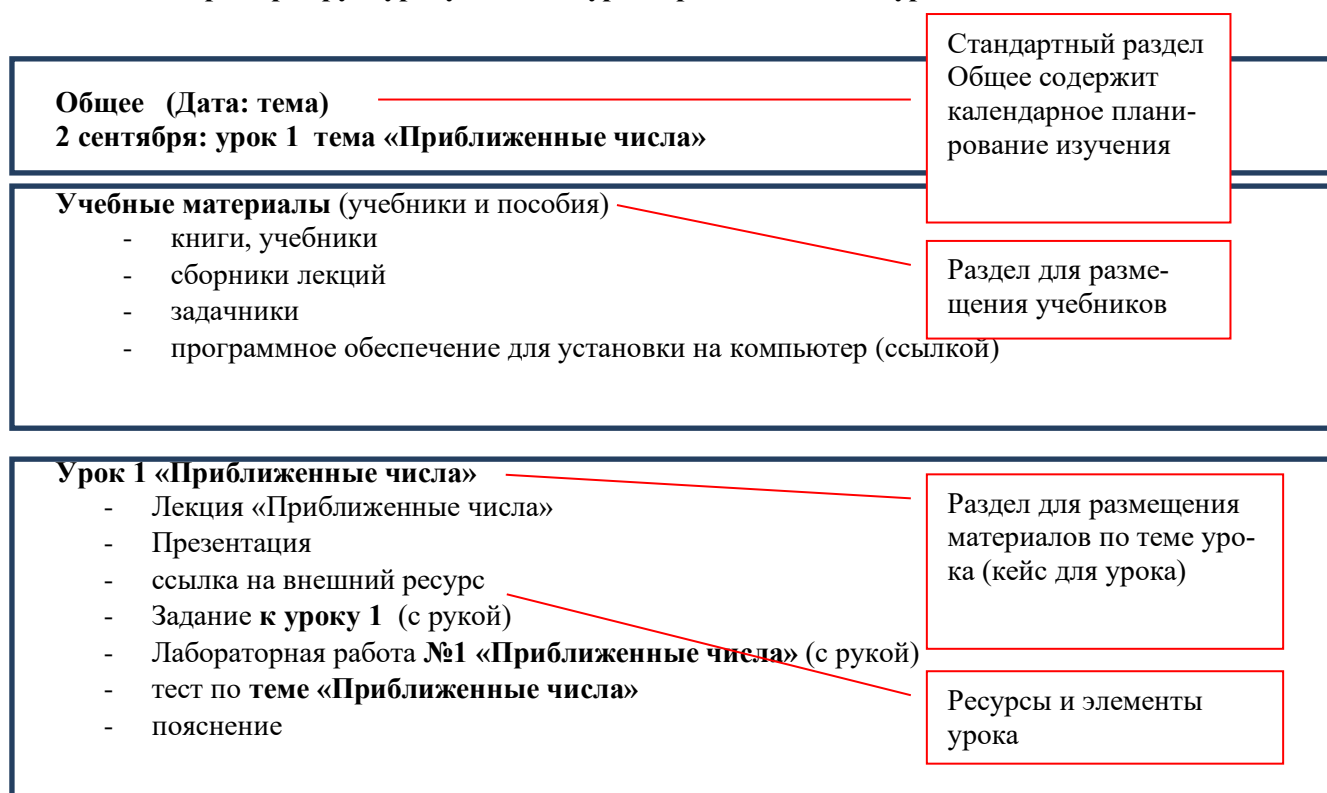 Стандартный раздел
Общее содержит
календарное плани-
рование изучения
Общее (Дата: тема)
2 сентября: урок 1 тема «Приближенные числа»
Учебные материалы (учебники и пособия)
- книги, учебники
- сборники лекций
- задачники
- программное обеспечение для установки на компьютер (ссылкой)
Раздел для разме-
щения учебников
Урок 1 «Приближенные числа»
- Лекция «Приближенные числа»
- Презентация
- ссылка на внешний ресурс
- Задание к уроку 1 (с рукой)
- Лабораторная работа №1 «Приближенные числа» (с рукой)
- тест по теме «Приближенные числа»
- пояснение
Раздел для размещения
материалов по теме уро-
ка (кейс для урока)
Ресурсы и элементы
урока